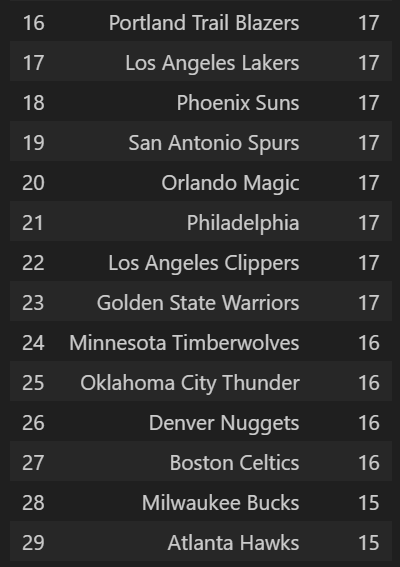 16 Portland Trail Blazers 17
17 Los Angeles Lakers 17
18 Phoenix Suns 17
19 San Antonio Spurs 17
20 Orlando Magic 17
21 Philadelphia 17
22 Los Angeles Clippers 17
23 Golden State Warriors 17
24 Minnesota Timberwolves 16
25 Oklahoma City Thunder 16
26 Denver Nuggets 16
27 Boston Celtics 16
28 Milwaukee Bucks 15
29 Atlanta Hawks 15